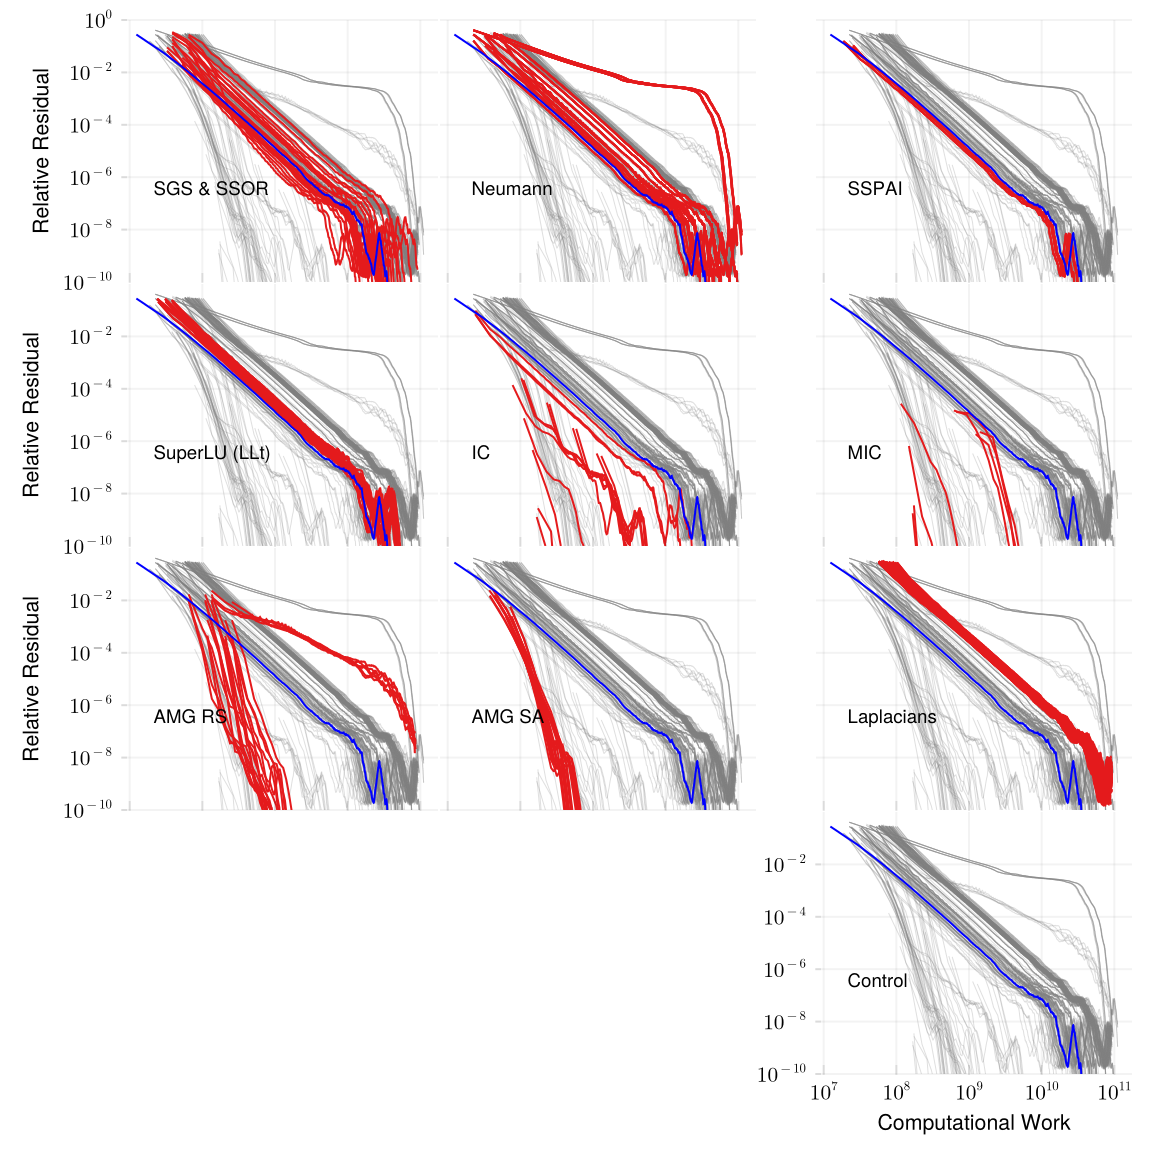 10^0
10^−2
10^−4
10^−6
10^−8
10^−10
Relative Residual
SGS & SSOR
Neumann
SSPAI
10^−2
10^−4
10^−6
10^−8
10^−10
Relative Residual
SuperLU (LLt)
IC
MIC
10^−2
10^−4
10^−6
10^−8
10^−10
Relative Residual
AMG RS
AMG SA
Laplacians
10^−2
10^−4
10^−6
10^−8
10^−10
Control
10^7 10^8 10^9 10^10 10^11
Computational Work